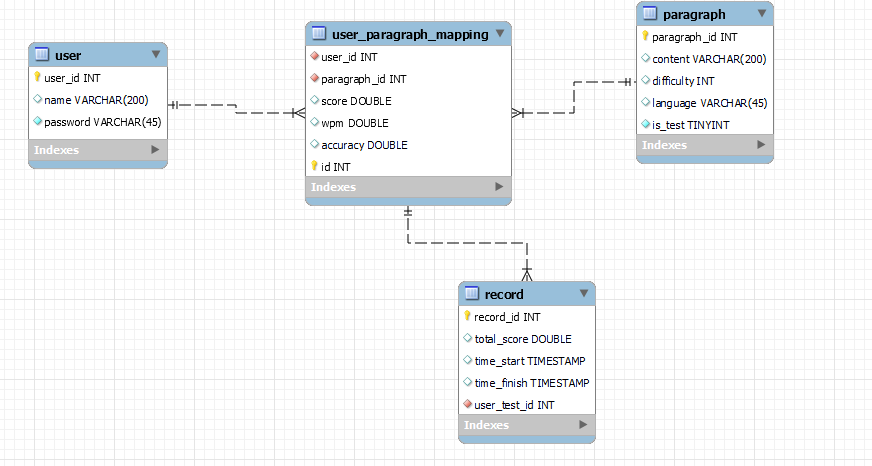 user
user_id INT
name VARCHAR(200)
password VARCHAR(45)
Indexes
user_paragraph_mapping
user_id INT
paragraph_id INT
score DOUBLE
wpm DOUBLE
accuracy DOUBLE
id INT
Indexes
paragraph
paragraph_id INT
content VARCHAR(200)
difficulty INT
language VARCHAR(45)
is_test TINYINT
Indexes
record
record_id INT
total_score DOUBLE
time_start TIMESTAMP
time_finish TIMESTAMP
user_test_id INT
Indexes